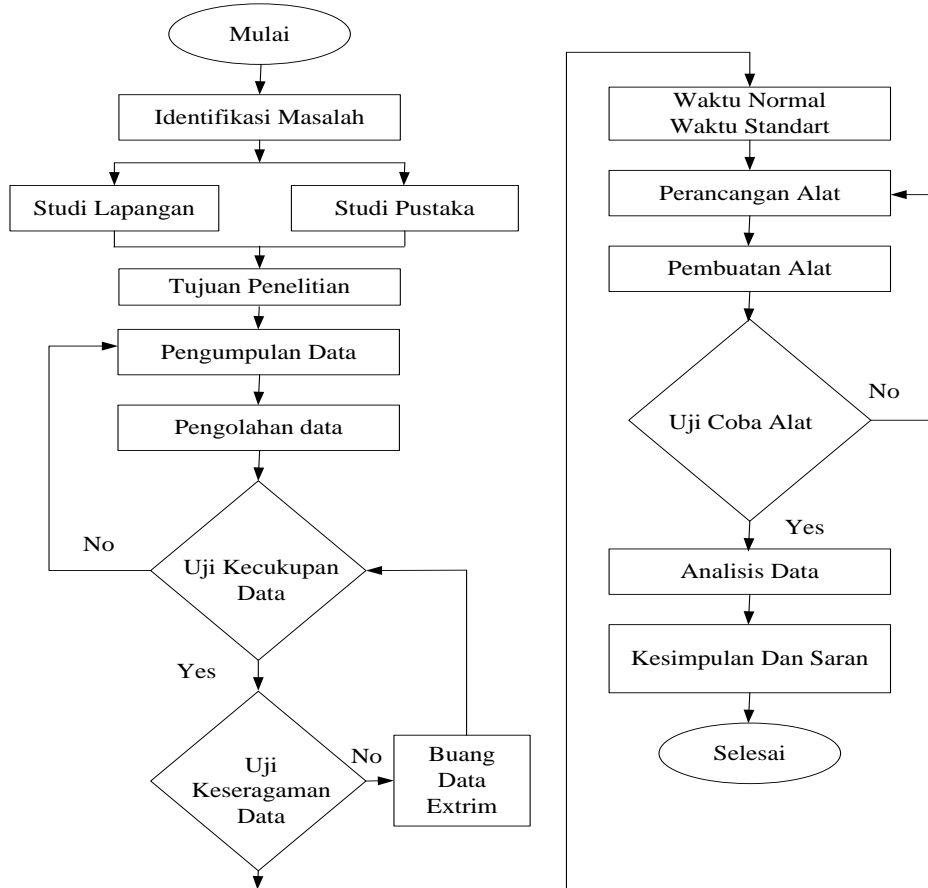 Mulai
Identifikasi Masalah
Studi Lapangan
Studi Pustaka
Tujuan Penelitian
Pengumpulan Data
Pengolahan data
No
Uji Kecukupan
Data
Yes
Uji
Keseragaman
Data
No
Buang
Data
Extrim
Waktu Normal
Waktu Standart
Perancangan Alat
Pembuatan Alat
Uji Coba Alat
No
Yes
Analisis Data
Kesimpulan Dan Saran
Selesai